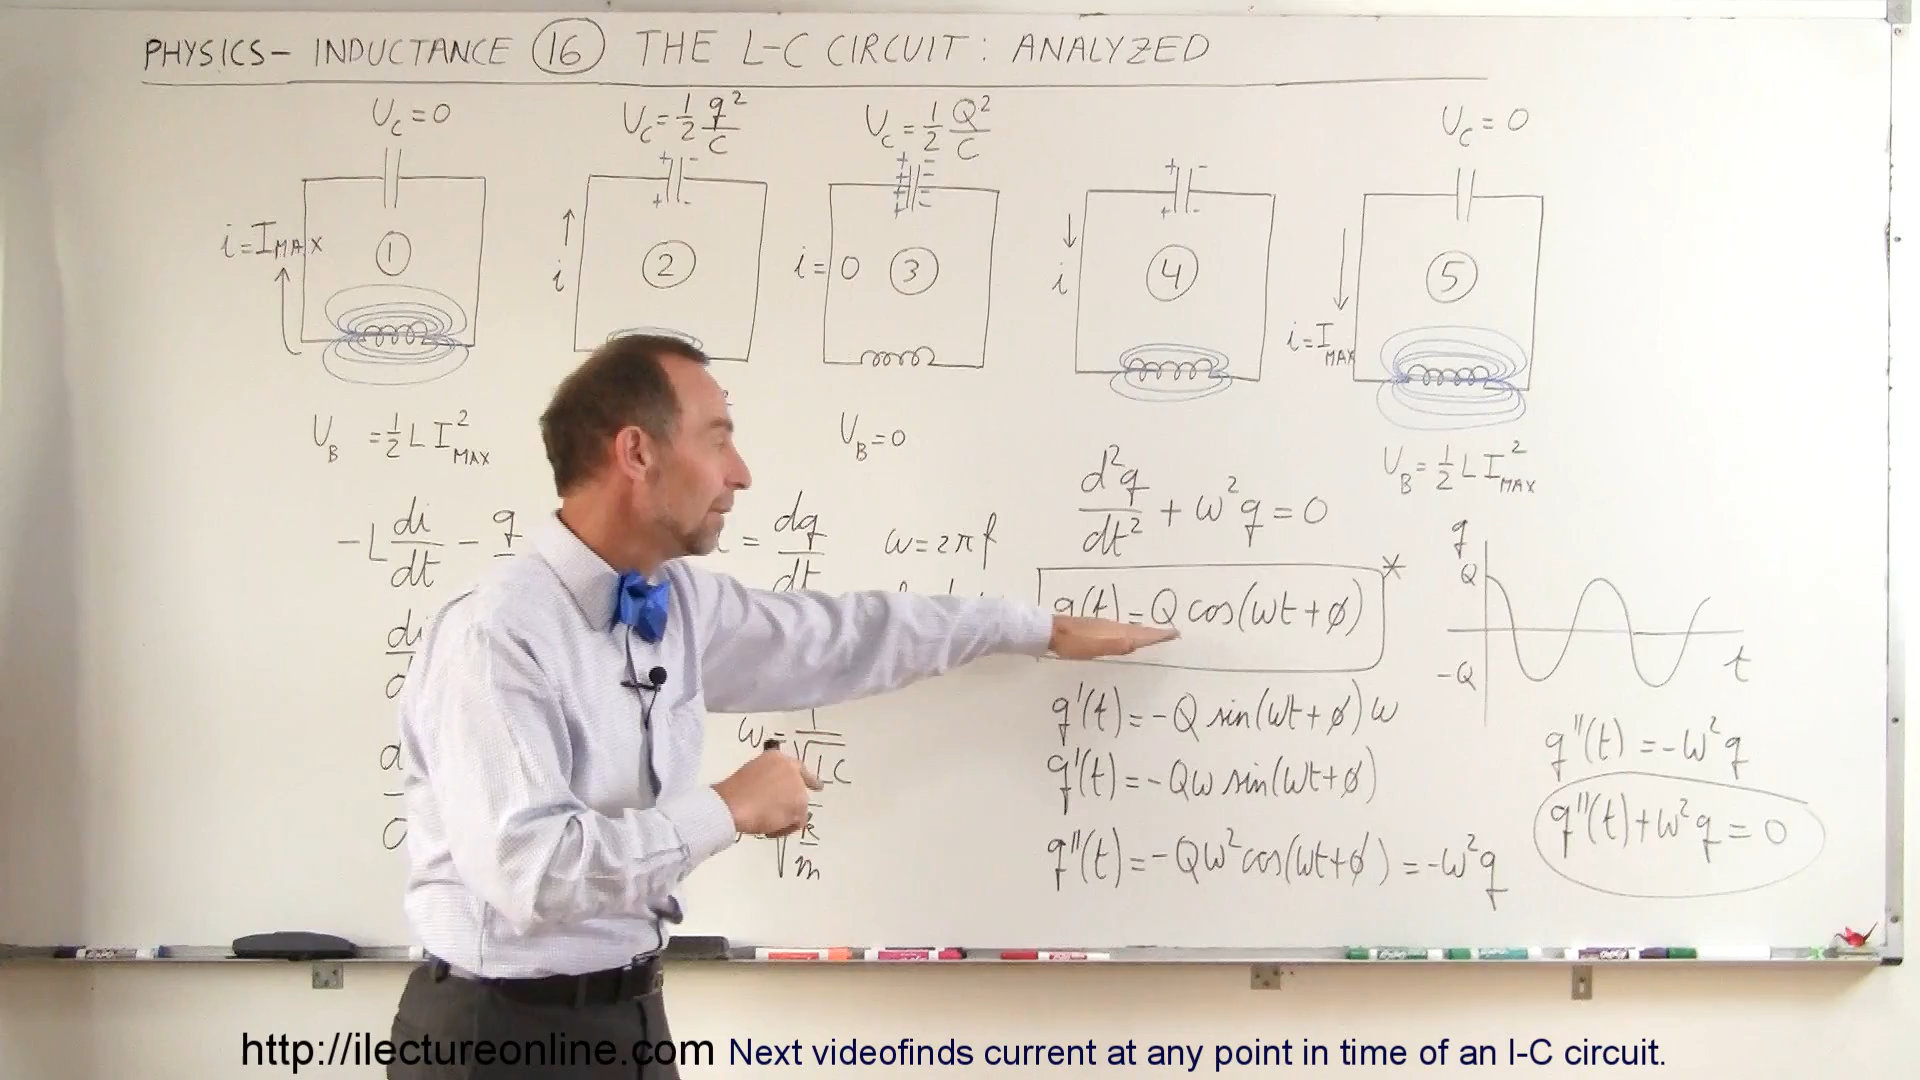 PHYSICS- INDUCTANCE 16 THE L-C CIRCUIT: ANALYZED
U_C = 0
U_C = 1/2 q²/C
U_C = 1/2 Q²/C
U_C = 0
+ -
+ -
+ -
+ -
+ -
+ -
+ -
+ -
i = I_MAX
1
i
2
i = 0
3
i
4
i = I_MAX
5
U_B = 1/2 L I²_MAX
U_B = 0
U_B = 1/2 L I²_MAX
-L di/dt - q
= dq/dt
ω = 2πf
ω = 1/√LC
√k/m
d²q/dt² + ω²q = 0
q(t) = Q cos(ωt + ø) *
q'(t) = -Q sin(ωt + ø) ω
q'(t) = -Qω sin(ωt + ø)
q''(t) = -Qω² cos(ωt + ø) = -ω²q
q
Q
-Q
t
q''(t) = -ω²q
q''(t) + ω²q = 0
http://ilectureonline.com Next videofinds current at any point in time of an l-C circuit.